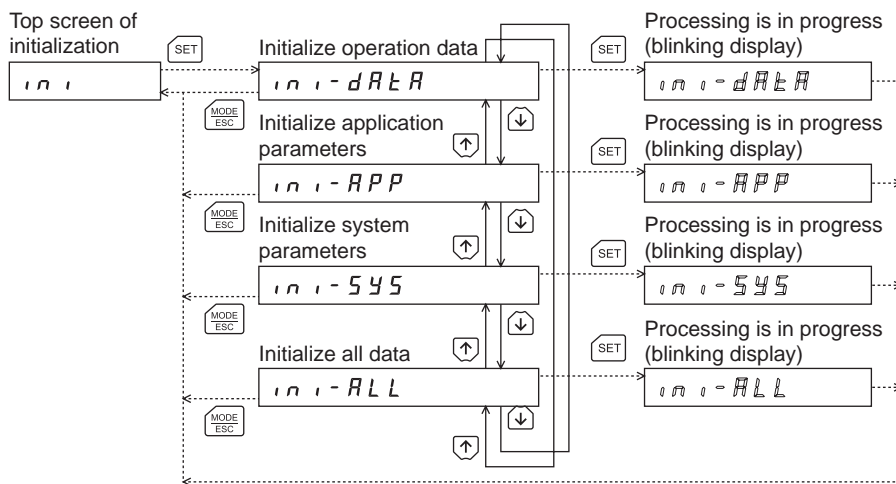 Top screen of
initialization
SET
ini
Initialize operation data
ini-dAtA
SET
Processing is in progress
(blinking display)
ini-dAtA
MODE
ESC
Initialize application
parameters
ini-APP
SET
Processing is in progress
(blinking display)
ini-APP
MODE
ESC
Initialize system
parameters
ini-SYS
SET
Processing is in progress
(blinking display)
ini-SYS
MODE
ESC
Initialize all data
ini-ALL
SET
Processing is in progress
(blinking display)
ini-ALL
MODE
ESC